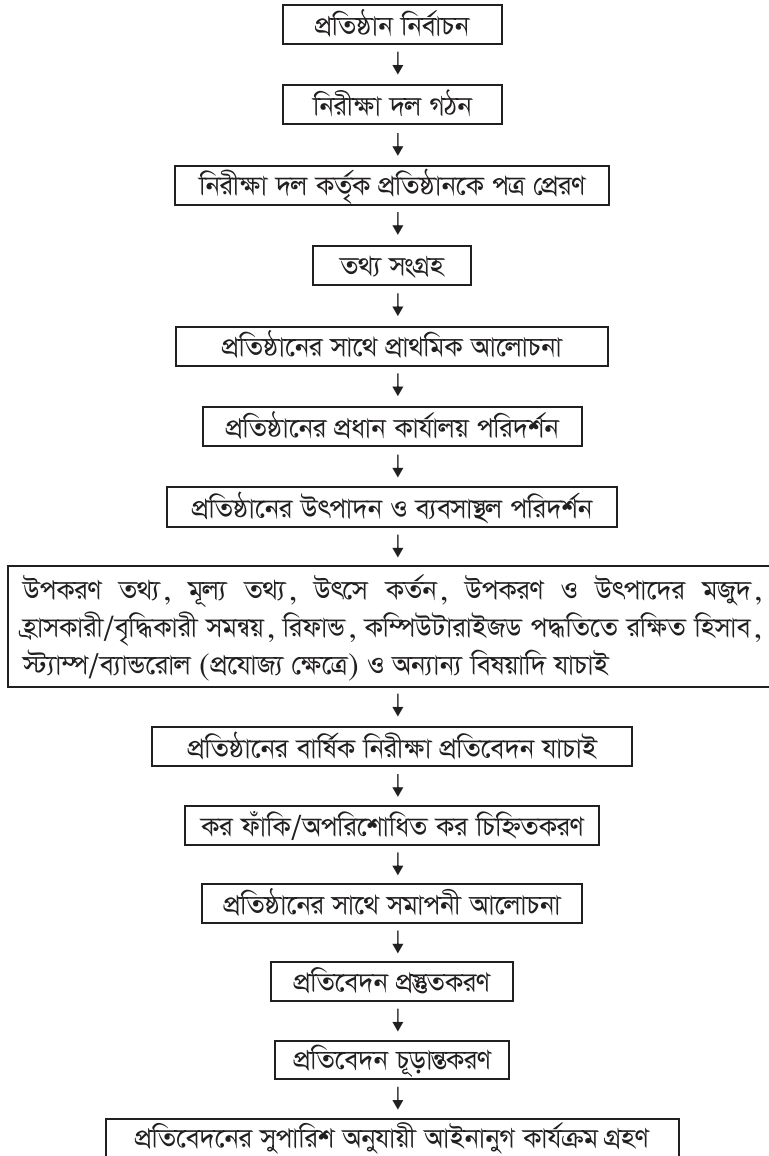 প্রতিষ্ঠান নির্বাচন
নিরীক্ষা দল গঠন
নিরীক্ষা দল কর্তৃক প্রতিষ্ঠানকে পত্র প্রেরণ
তথ্য সংগ্রহ
প্রতিষ্ঠানের সাথে প্রাথমিক আলোচনা
প্রতিষ্ঠানের প্রধান কার্যালয় পরিদর্শন
প্রতিষ্ঠানের উৎপাদন ও ব্যবসাস্থল পরিদর্শন
উপকরণ তথ্য, মূল্য তথ্য, উৎসে কর্তন, উপকরণ ও উৎপাদের মজুদ,
হ্রাসকারী/বৃদ্ধিকারী সমন্বয়, রিফান্ড, কম্পিউটারাইজড পদ্ধতিতে রক্ষিত হিসাব,
স্ট্যাম্প/ব্যান্ডরোল (প্রযোজ্য ক্ষেত্রে) ও অন্যান্য বিষয়াদি যাচাই
প্রতিষ্ঠানের বার্ষিক নিরীক্ষা প্রতিবেদন যাচাই
কর ফাঁকি/অপরিশোধিত কর চিহ্নিতকরণ
প্রতিষ্ঠানের সাথে সমাপনী আলোচনা
প্রতিবেদন প্রস্তুতকরণ
প্রতিবেদন চূড়ান্তকরণ
প্রতিবেদনের সুপারিশ অনুযায়ী আইনানুগ কার্যক্রম গ্রহণ